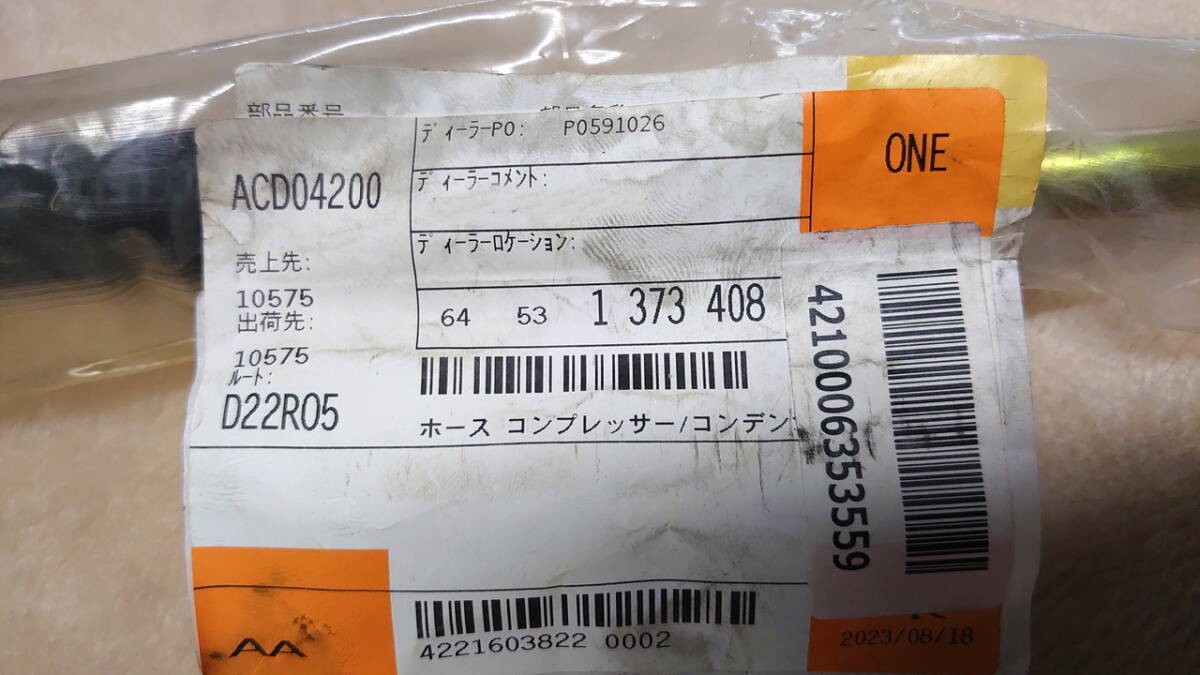 部品番号
ディーラーPO: P0591026
ONE
ACD04200
ディーラーコメント:
ディーラーロケーション:
売上先:
10575
出荷先:
64 53 1 373 408
10575
ルート:
D22R05
ホース コンプレッサー/コンデン
4210006353559
AA
4221603822 0002
2023/08/18